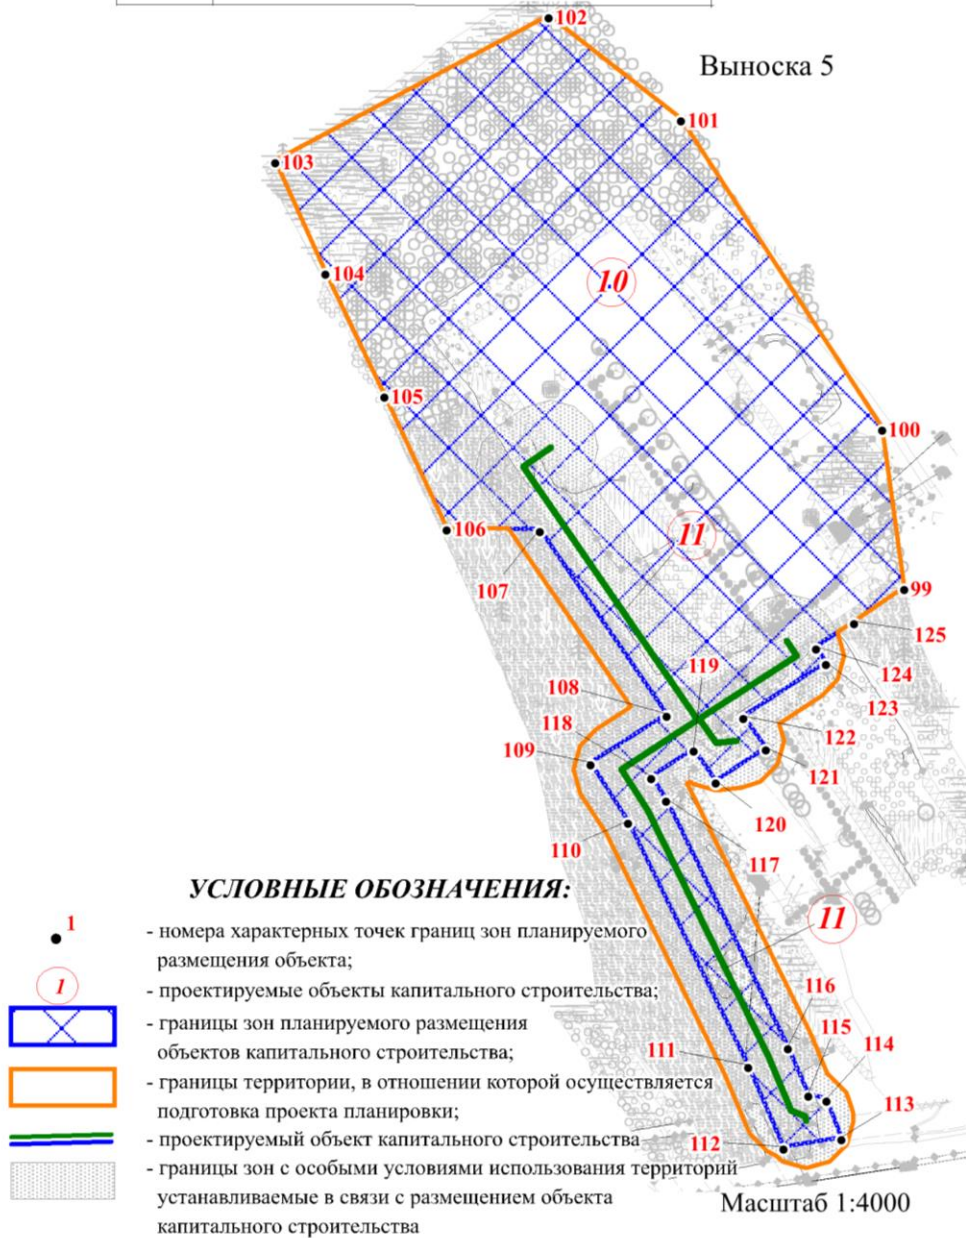 102
Выноска 5
101
103
104
10
105
100
11
106
107
99
125
119
124
108
118
123
122
109
121
120
110
117
УСЛОВНЫЕ ОБОЗНАЧЕНИЯ:
11
1
- номера характерных точек границ зон планируемого
размещения объекта;
1
- проектируемые объекты капитального строительства;
116
- границы зон планируемого размещения
объектов капитального строительства;
115
114
111
- границы территории, в отношении которой осуществляется
подготовка проекта планировки;
113
- проектируемый объект капитального строительства
112
- границы зон с особыми условиями использования территорий
устанавливаемые в связи с размещением объекта
капитального строительства
Масштаб 1:4000